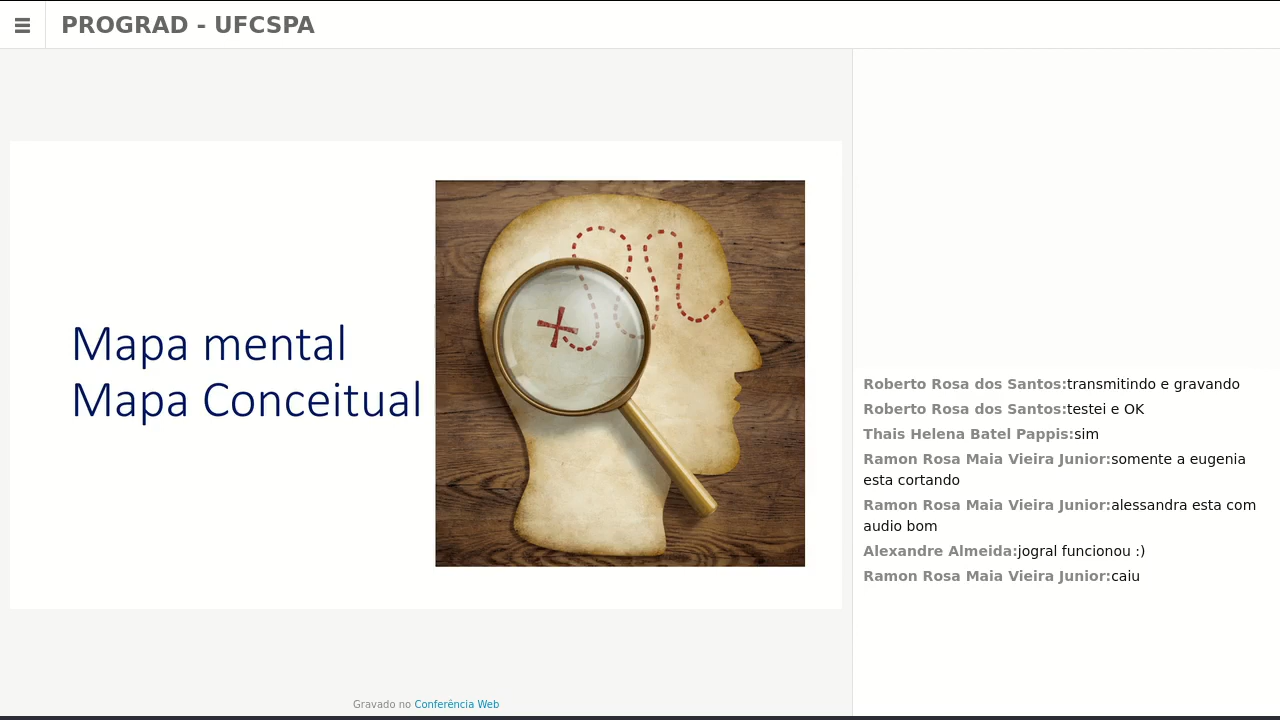 PROGRAD - UFCSPA
Mapa mental
Mapa Conceitual
Roberto Rosa dos Santos:transmitindo e gravando
Roberto Rosa dos Santos:testei e OK
Thais Helena Batel Pappis:sim
Ramon Rosa Maia Vieira Junior:somente a eugenia
esta cortando
Ramon Rosa Maia Vieira Junior:alessandra esta com
audio bom
Alexandre Almeida:jogral funcionou :)
Ramon Rosa Maia Vieira Junior:caiu
Gravado no Conferência Web